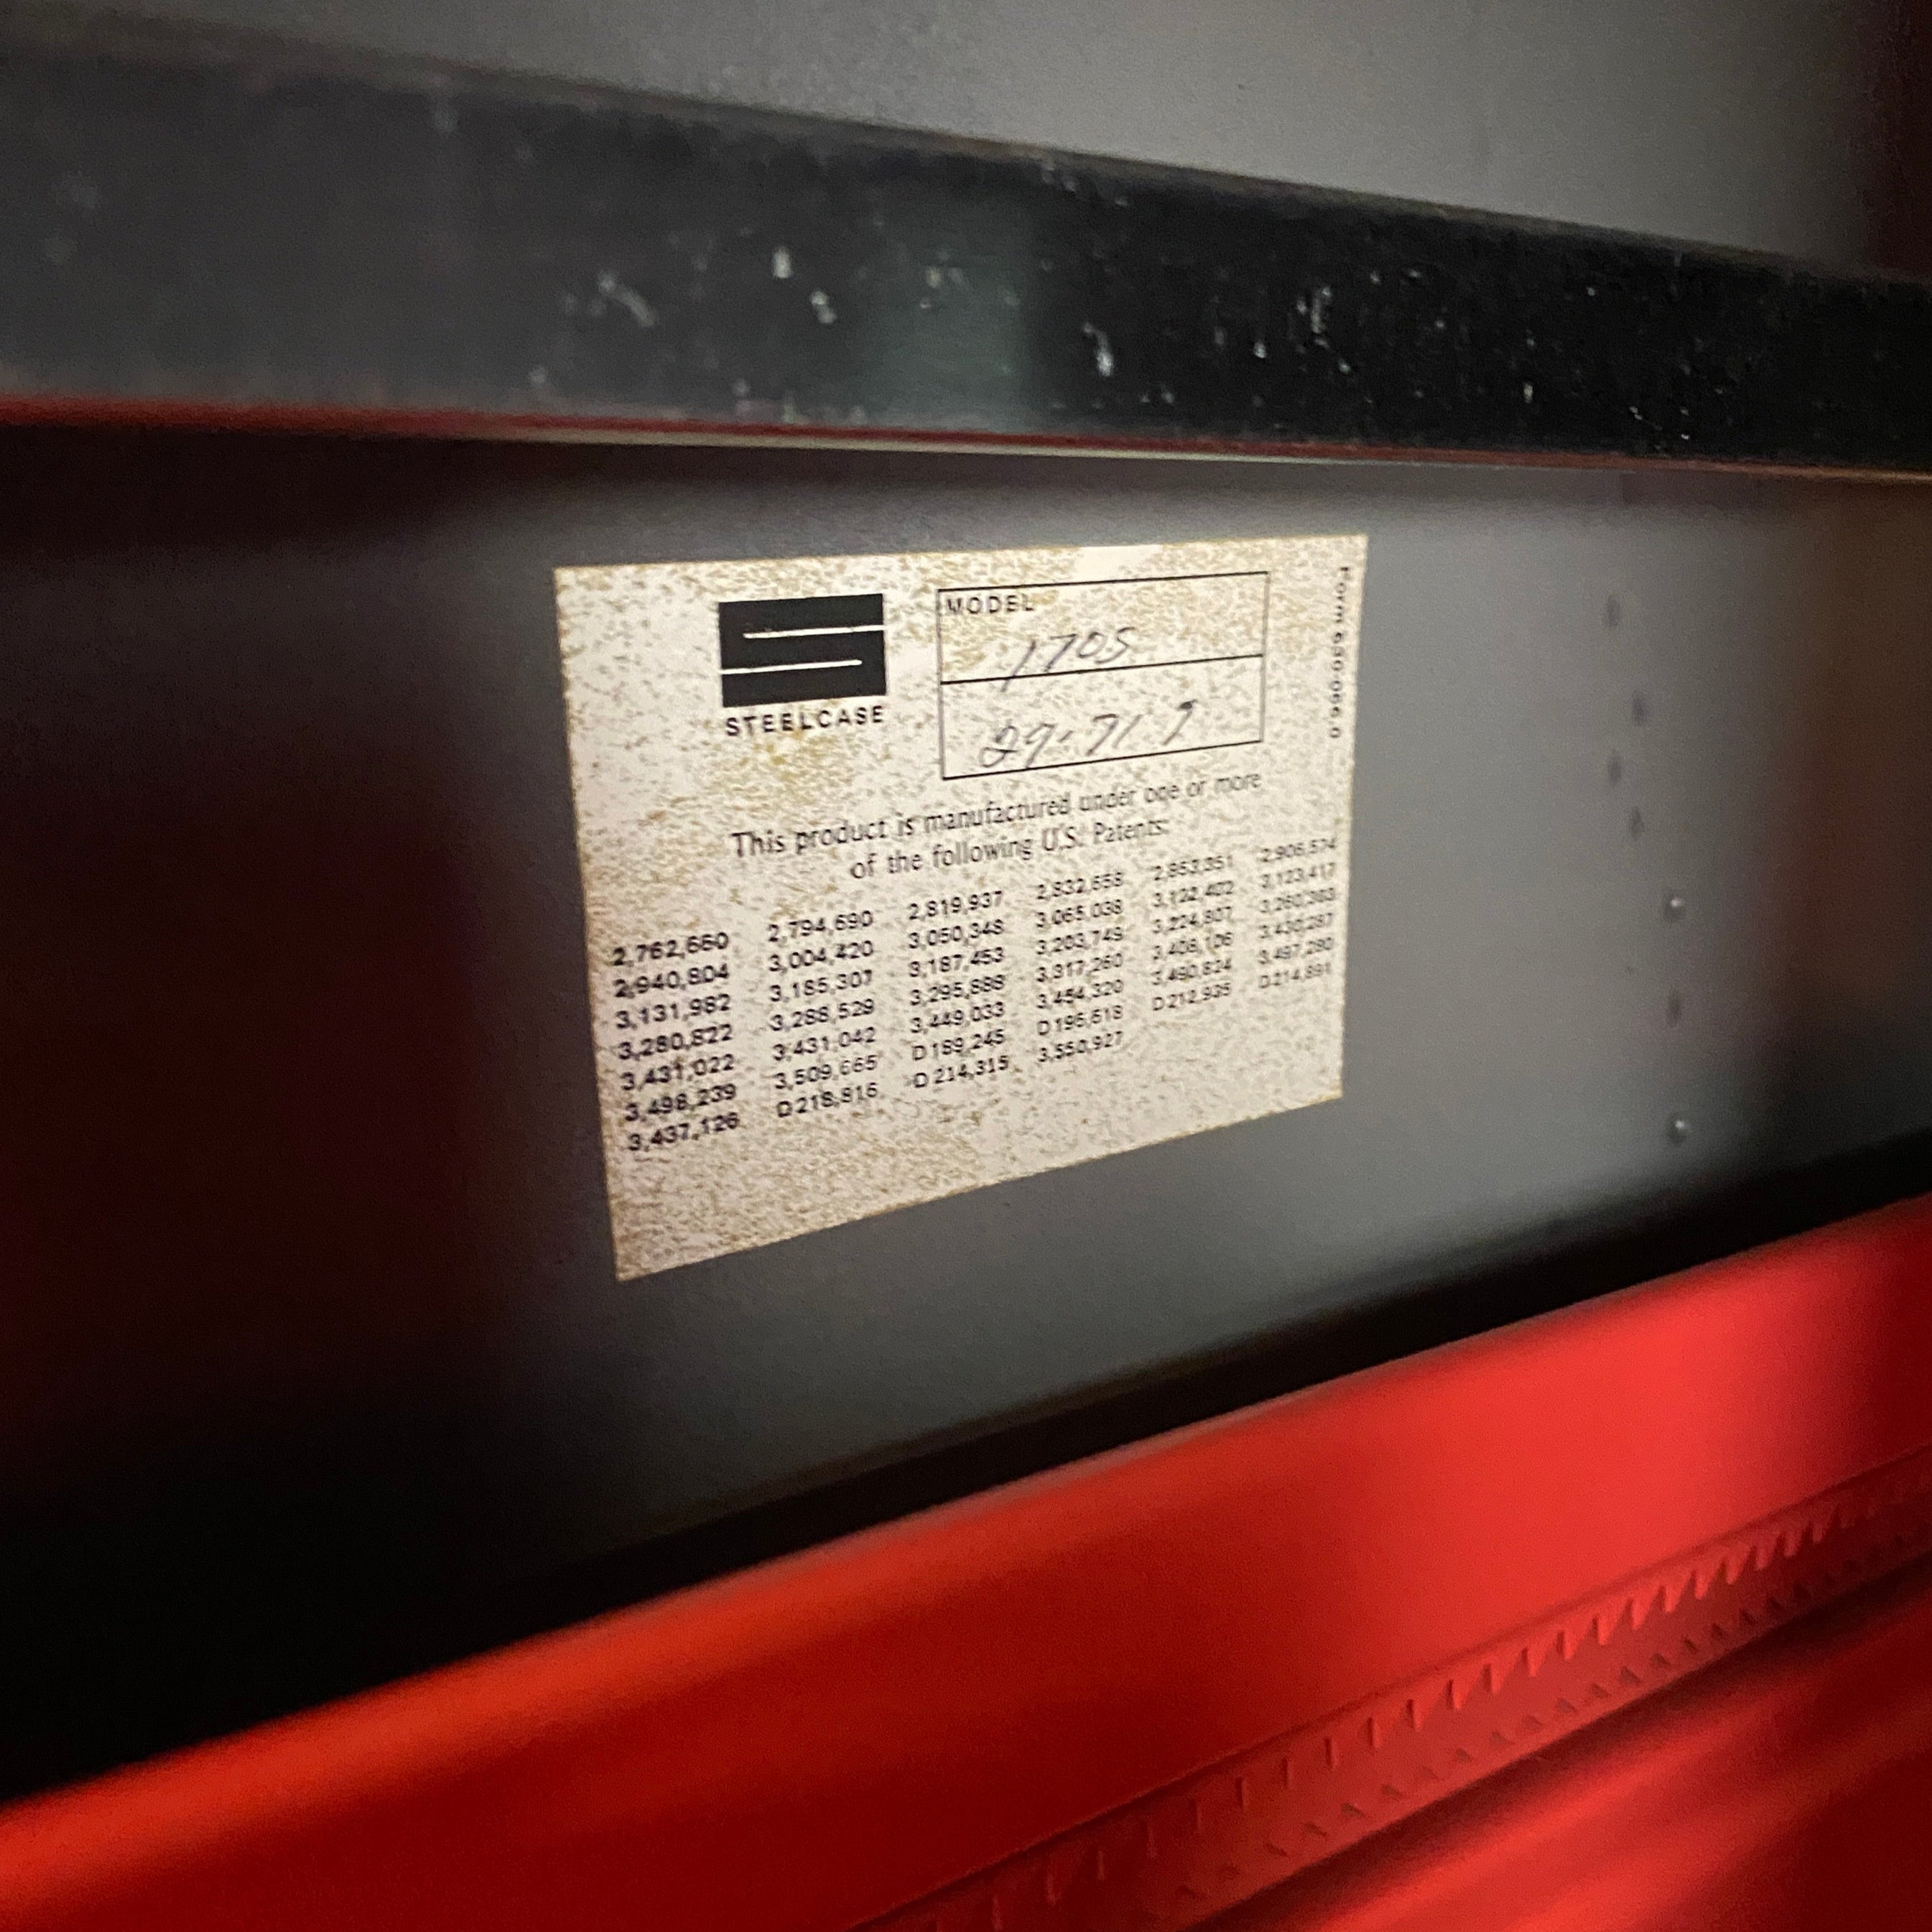 STEELCASE
MODEL
1705
29-71 7
This product is manufactured under one or more
of the following U.S. Patents:
2,762,660 2,794,690 2,819,937 2,832,658 2,853,351 2,906,574
2,940,804 3,004,420 3,050,348 3,065,038 3,122,402 3,123,417
3,131,982 3,185,307 3,187,453 3,203,749 3,224,807 3,260,363
3,280,822 3,288,529 3,295,888 3,317,260 3,408,106 3,430,287
3,431,022 3,431,042 3,449,033 3,454,320 3,490,824 3,497,280
3,498,239 3,509,665 D189,245 D196,618 D212,935 D214,891
3,437,126 D218,816 D214,315 3,550,927
Form